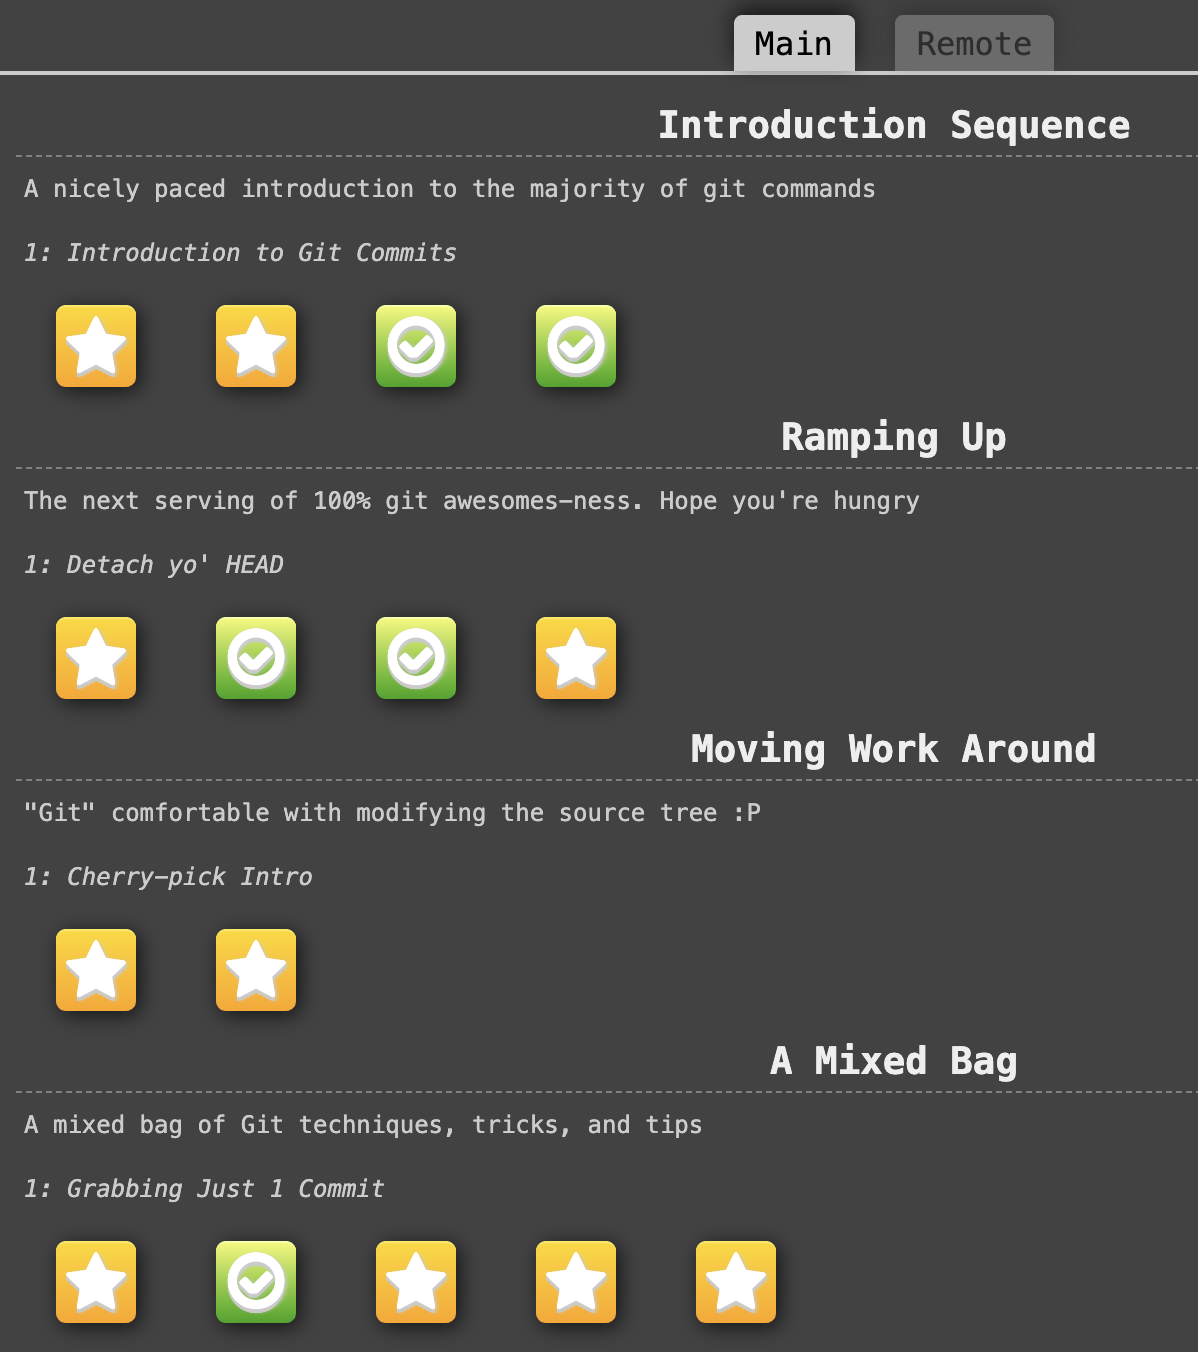 Main Remote
Introduction Sequence
A nicely paced introduction to the majority of git commands
1: Introduction to Git Commits
Ramping Up
The next serving of 100% git awesomes-ness. Hope you're hungry
1: Detach yo' HEAD
Moving Work Around
"Git" comfortable with modifying the source tree :P
1: Cherry-pick Intro
A Mixed Bag
A mixed bag of Git techniques, tricks, and tips
1: Grabbing Just 1 Commit